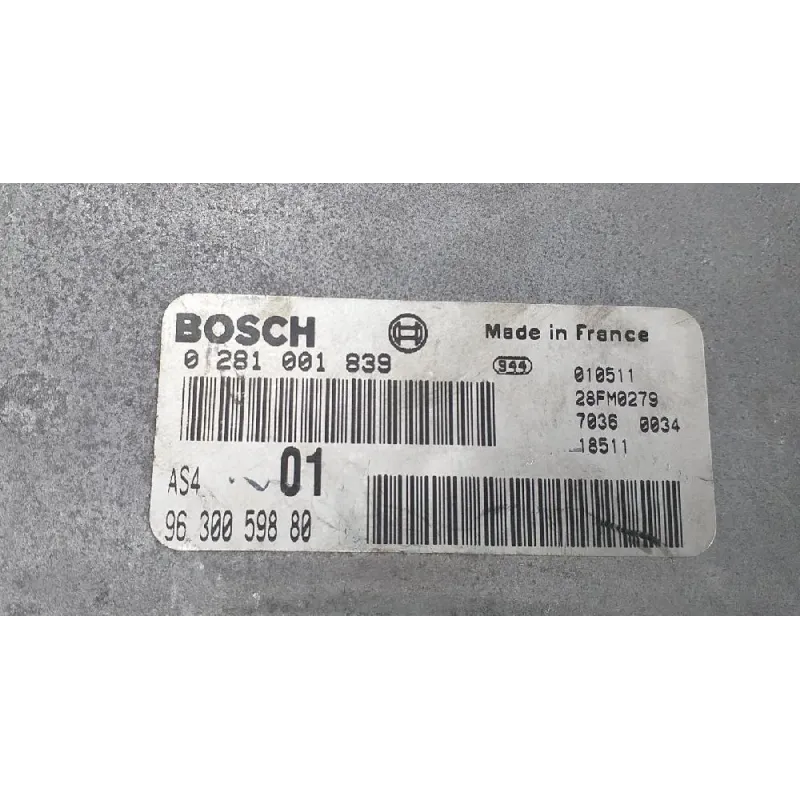 BOSCH Made in France
0 281 001 839 944 010511
28FM0279
7036 0034
18511
AS4 01
96 300 598 80